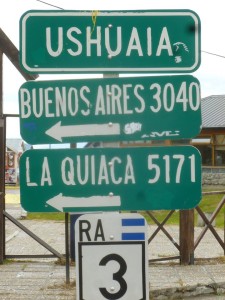 USHUAIA
BUENOS AIRES 3040
LA QUIACA 5171
RA
3